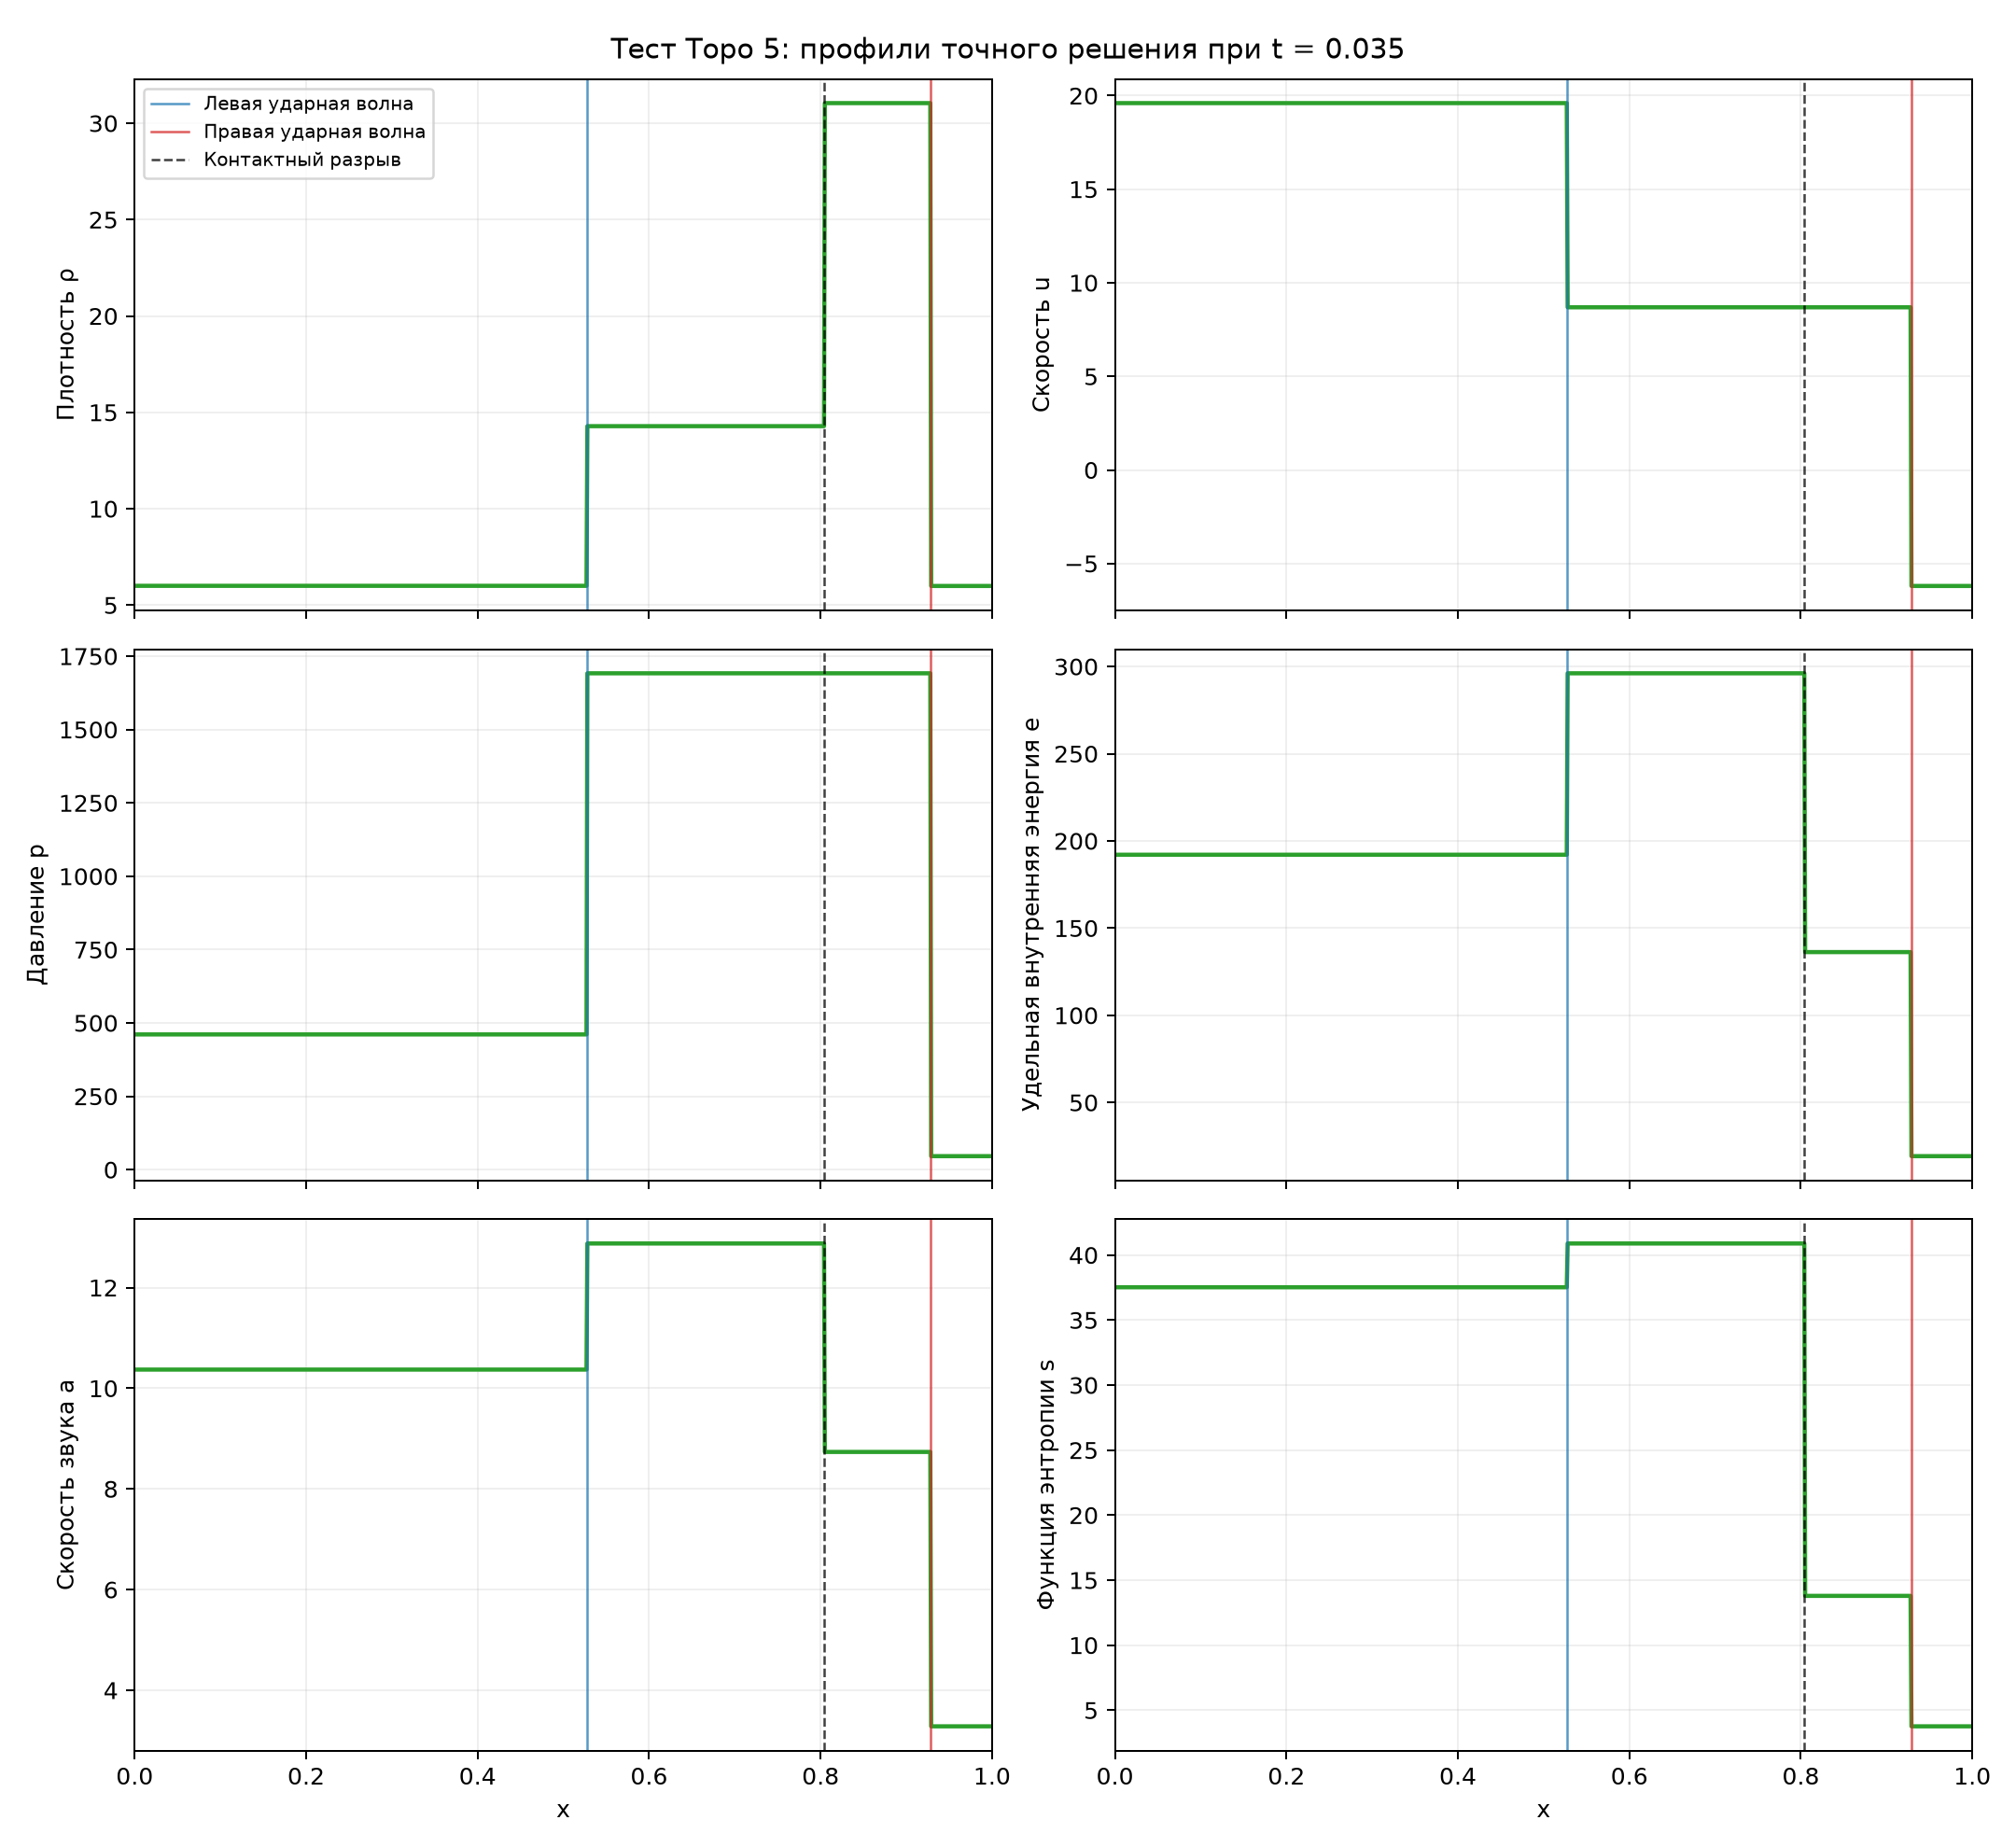 Тест Торо 5: профили точного решения при t = 0.035
Левая ударная волна
Правая ударная волна
Контактный разрыв
30
25
20
15
10
5
Плотность ρ
20
15
10
5
0
−5
Скорость u
1750
1500
1250
1000
750
500
250
0
Давление p
300
250
200
150
100
50
Удельная внутренняя энергия e
12
10
8
6
4
Скорость звука a
0.0 0.2 0.4 0.6 0.8 1.0
x
40
35
30
25
20
15
10
5
Функция энтропии s
0.0 0.2 0.4 0.6 0.8 1.0
x